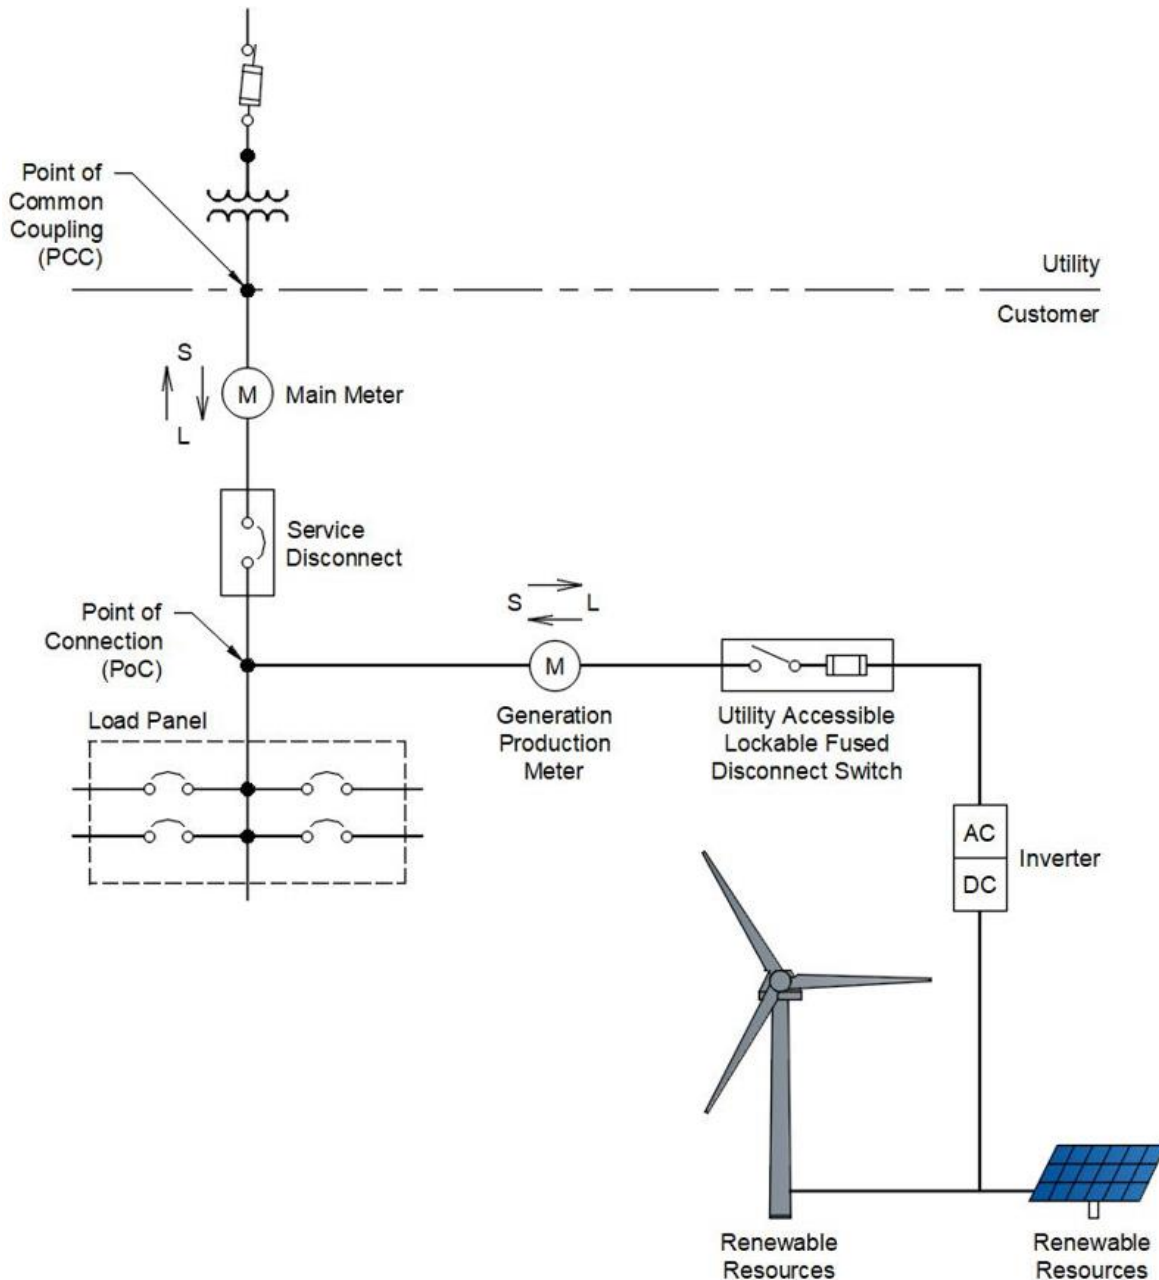 Point of
Common
Coupling
(PCC)
Utility
Customer
S
L
M
Main Meter
Service
Disconnect
Point of
Connection
(PoC)
S
L
M
Generation
Production
Meter
Utility Accessible
Lockable Fused
Disconnect Switch
Load Panel
AC
DC
Inverter
Renewable
Resources
Renewable
Resources